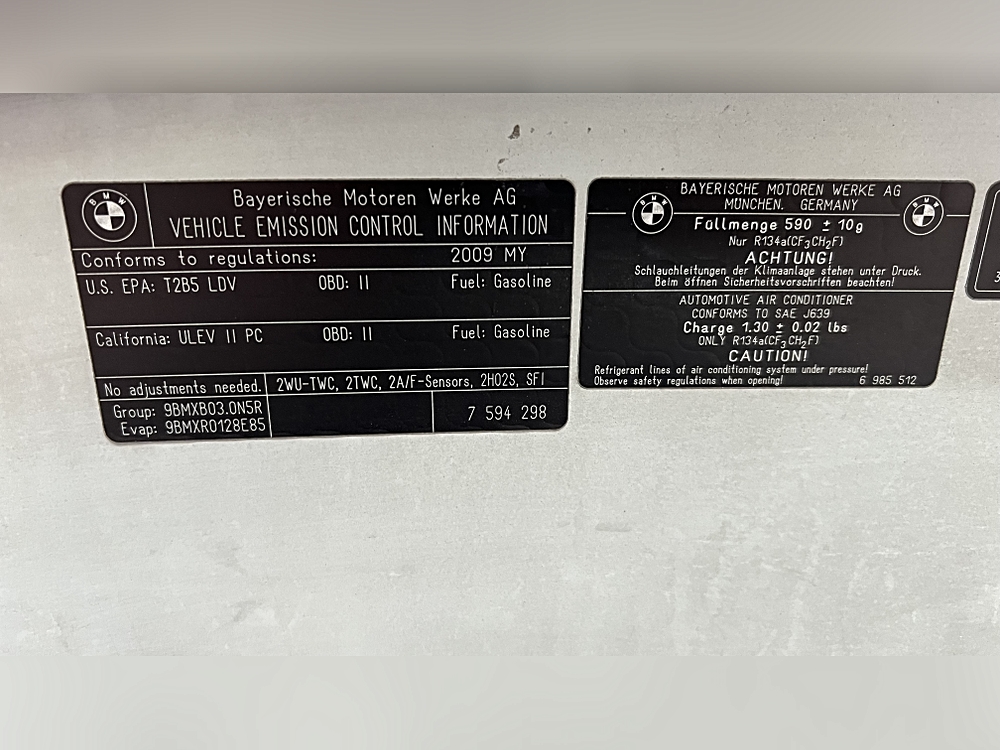 BMW
Bayerische Motoren Werke AG
VEHICLE EMISSION CONTROL INFORMATION
Conforms to regulations: 2009 MY
U.S. EPA: T2B5 LDV OBD: II Fuel: Gasoline
California: ULEV II PC OBD: II Fuel: Gasoline
No adjustments needed. 2WU-TWC, 2TWC, 2A/F-Sensors, 2HO2S, SFI
Group: 9BMXB03.0N5R
Evap: 9BMXR0128E85
7 594 298
BAYERISCHE MOTOREN WERKE AG
MÜNCHEN. GERMANY
BMW
BMW
Füllmenge 590 ± 10g
Nur R134a(CF3CH2F)
ACHTUNG!
Schlauchleitungen der Klimaanlage stehen unter Druck.
Beim öffnen Sicherheitsvorschriften beachten!
AUTOMOTIVE AIR CONDITIONER
CONFORMS TO SAE J639
Charge 1.30 ± 0.02 lbs
ONLY R134a(CF3CH2F)
CAUTION!
Refrigerant lines of air conditioning system under pressure!
Observe safety regulations when opening! 6 985 512
3